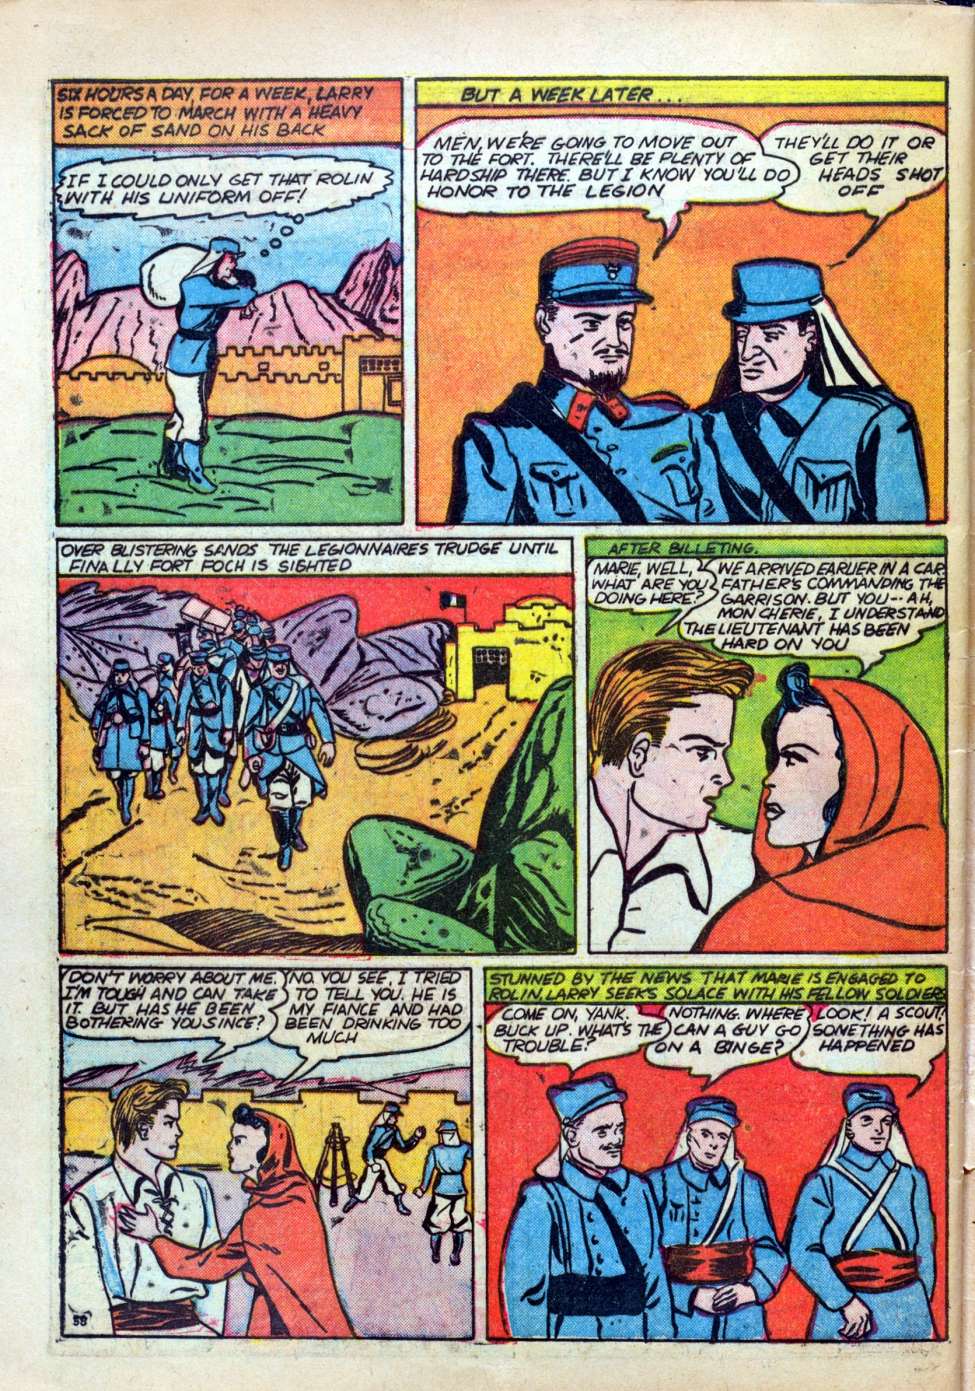 SIX HOURS A DAY, FOR A WEEK, LARRY
IS FORCED TO MARCH WITH A HEAVY
SACK OF SAND ON HIS BACK
IF I COULD ONLY GET THAT ROLIN
WITH HIS UNIFORM OFF!
BUT A WEEK LATER...
MEN, WE'RE GOING TO MOVE OUT
TO THE FORT. THERE'LL BE PLENTY OF
HARDSHIP THERE. BUT I KNOW YOU'LL DO
HONOR TO THE LEGION
THEY'LL DO IT OR
GET THEIR
HEADS SHOT
OFF
OVER BLISTERING SANDS THE LEGIONNAIRES TRUDGE UNTIL
FINALLY FORT FOCH IS SIGHTED
AFTER BILLETING.
MARIE, WELL,
WHAT ARE YOU
DOING HERE?
WE ARRIVED EARLIER IN A CAR.
FATHER'S COMMANDING THE
GARRISON. BUT YOU--AH,
MON CHERIE, I UNDERSTAND
THE LIEUTENANT HAS BEEN
HARD ON YOU
DON'T WORRY ABOUT ME.
I'M TOUGH AND CAN TAKE
IT. BUT HAS HE BEEN
BOTHERING YOU SINCE?
NO. YOU SEE, I TRIED
TO TELL YOU. HE IS
MY FIANCE AND HAD
BEEN DRINKING TOO
MUCH
STUNNED BY THE NEWS THAT MARIE IS ENGAGED TO
ROLIN, LARRY SEEKS SOLACE WITH HIS FELLOW SOLDIERS
COME ON, YANK.
BUCK UP. WHAT'S THE
TROUBLE?
NOTHING. WHERE
CAN A GUY GO
ON A BINGE?
LOOK! A SCOUT!
SOMETHING HAS
HAPPENED
58